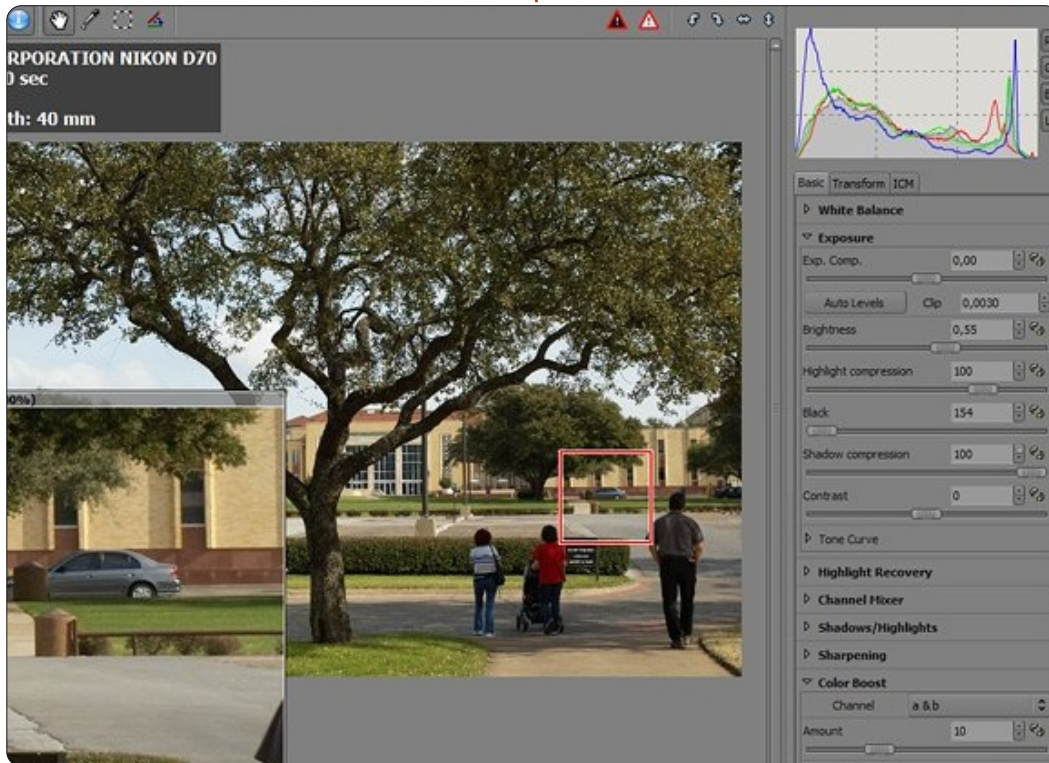 RPORATION NIKON D70
0 sec
th: 40 mm
00%)
Basic Transform ICM
White Balance
Exposure
Exp. Comp. 0,00
Auto Levels Clip 0,0030
Brightness 0,55
Highlight compression 100
Black 154
Shadow compression 100
Contrast 0
Tone Curve
Highlight Recovery
Channel Mixer
Shadows/Highlights
Sharpening
Color Boost
Channel a & b
Amount 10